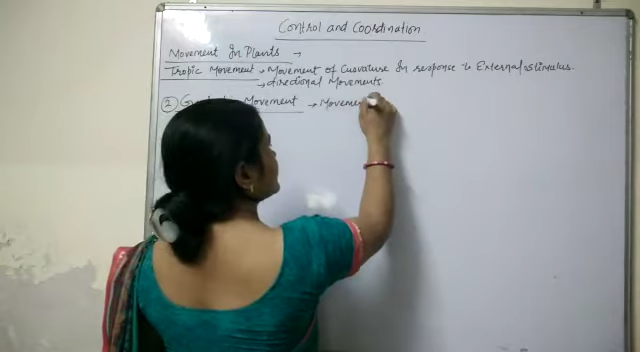 Control and Coordination
Movement In Plants →
Tropic Movement → Movement of Curvature In response to External stimulus.
→ directional Movements
② Movement → Movemen